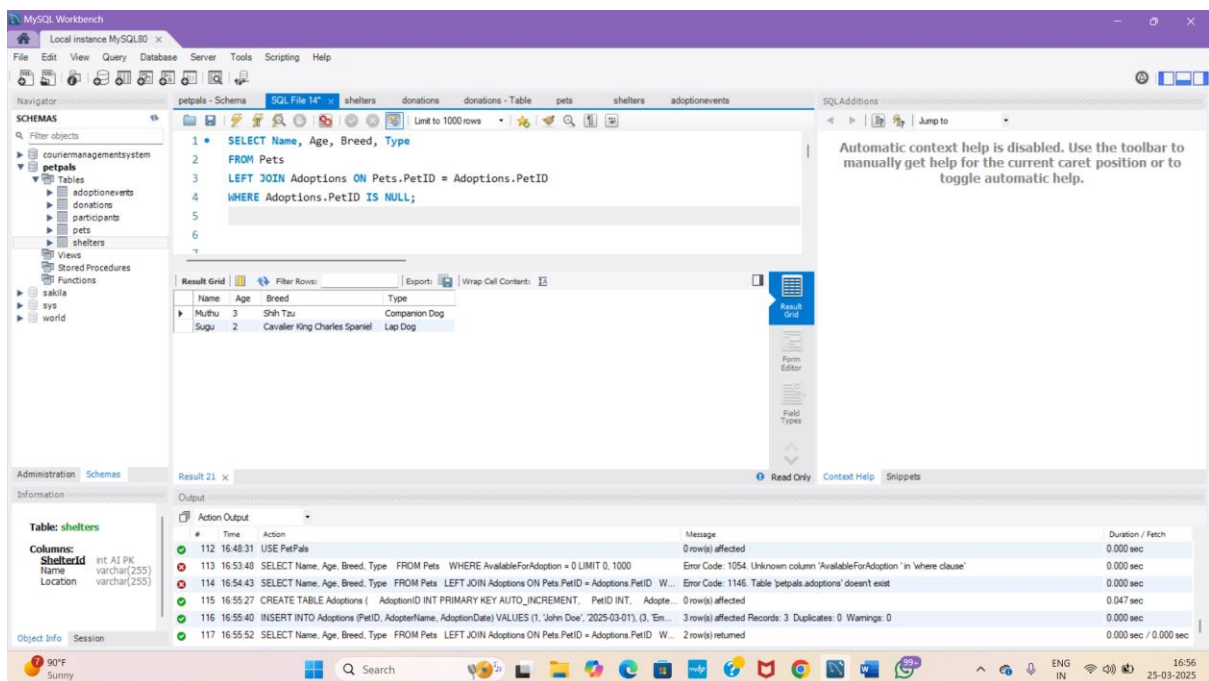 MySQL Workbench
Local instance MySQL80
File Edit View Query Database Server Tools Scripting Help
Navigator
petpals - Schema SQL File 14* shelters donations donations - Table pets shelters adoptionevents
SQLAdditions
SCHEMAS
Limit to 1000 rows
Jump to
Filter objects
couriermanagementsystem
petpals
Tables
adoptionevents
donations
participants
pets
shelters
Views
Stored Procedures
Functions
sakila
sys
world
1 SELECT Name, Age, Breed, Type
2 FROM Pets
3 LEFT JOIN Adoptions ON Pets.PetID = Adoptions.PetID
4 WHERE Adoptions.PetID IS NULL;
5
6
7
Automatic context help is disabled. Use the toolbar to
manually get help for the current caret position or to
toggle automatic help.
Result Grid Filter Rows: Export: Wrap Cell Content:
Name Age Breed Type
Muthu 3 Shih Tzu Companion Dog
Sugu 2 Cavalier King Charles Spaniel Lap Dog
Result
Grid
Form
Editor
Field
Types
Administration Schemas
Result 21
Read Only
Context Help Snippets
Information
Output
Table: shelters
Columns:
ShelterId int AI PK
Name varchar(255)
Location varchar(255)
Action Output
# Time Action Message Duration / Fetch
112 16:48:31 USE PetPals 0 row(s) affected 0.000 sec
113 16:53:48 SELECT Name, Age, Breed, Type FROM Pets WHERE AvailableForAdoption = 0 LIMIT 0, 1000 Error Code: 1054. Unknown column 'AvailableForAdoption ' in 'where clause' 0.000 sec
114 16:54:43 SELECT Name, Age, Breed, Type FROM Pets LEFT JOIN Adoptions ON Pets.PetID = Adoptions.PetID W... Error Code: 1146. Table 'petpals.adoptions' doesn't exist 0.000 sec
115 16:55:27 CREATE TABLE Adoptions ( AdoptionID INT PRIMARY KEY AUTO_INCREMENT, PetID INT, Adopte... 0 row(s) affected 0.047 sec
116 16:55:40 INSERT INTO Adoptions (PetID, AdopterName, AdoptionDate) VALUES (1, 'John Doe', '2025-03-01'), (3, 'Em... 3 row(s) affected Records: 3 Duplicates: 0 Warnings: 0 0.000 sec
117 16:55:52 SELECT Name, Age, Breed, Type FROM Pets LEFT JOIN Adoptions ON Pets.PetID = Adoptions.PetID W... 2 row(s) returned 0.000 sec / 0.000 sec
Object Info Session
7
90°F
Sunny
Search
99+
ENG
IN
16:56
25-03-2025